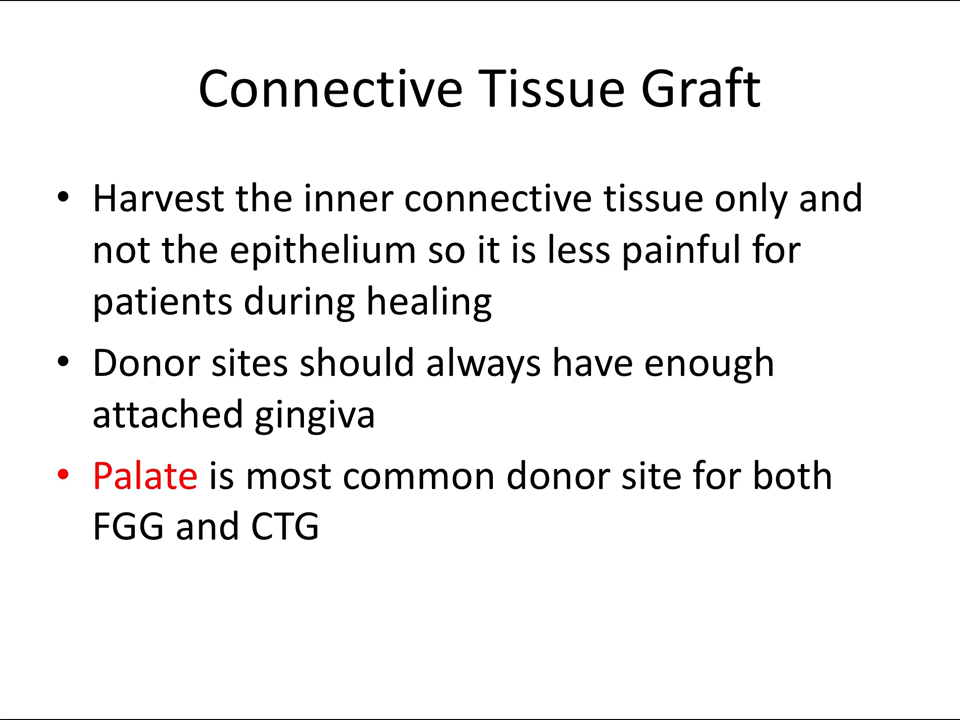 Connective Tissue Graft
• Harvest the inner connective tissue only and
not the epithelium so it is less painful for
patients during healing
• Donor sites should always have enough
attached gingiva
• Palate is most common donor site for both
FGG and CTG